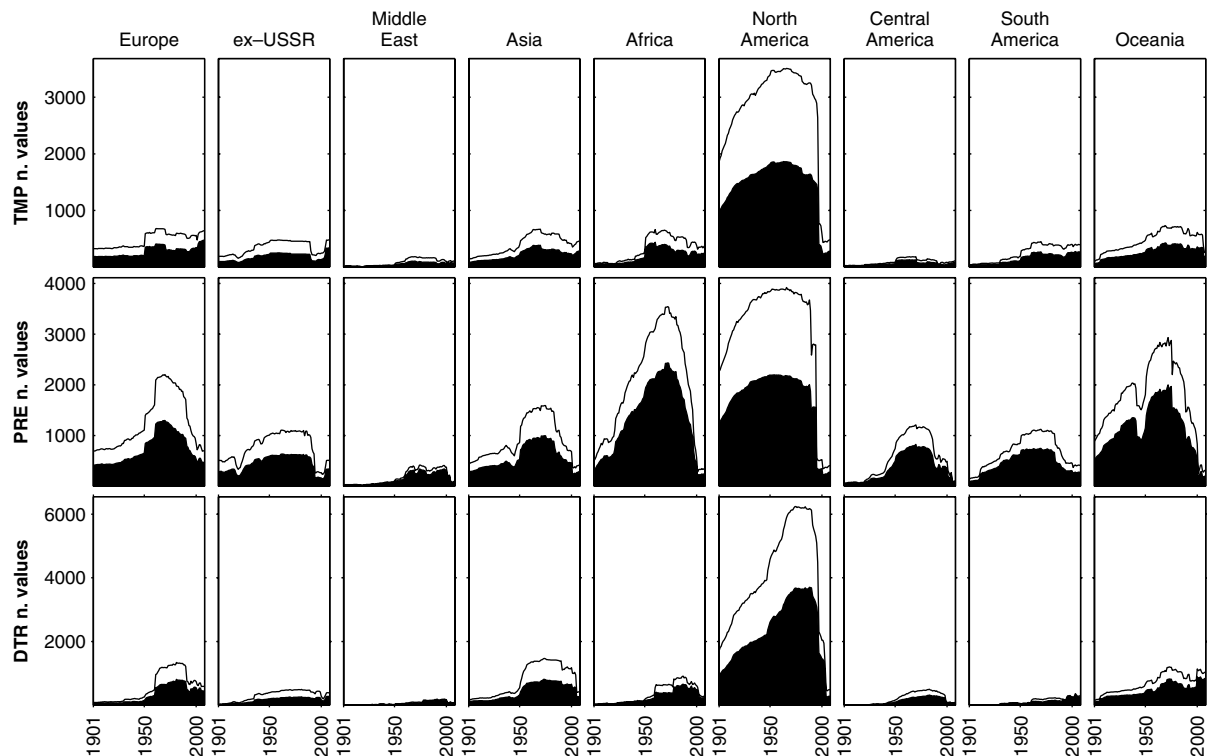 Europe
ex–USSR
Middle
East
Asia
Africa
North
America
Central
America
South
America
Oceania
TMP n. values
3000
2000
1000
PRE n. values
4000
3000
2000
1000
DTR n. values
6000
4000
2000
1901
1950
2000
1901
1950
2000
1901
1950
2000
1901
1950
2000
1901
1950
2000
1901
1950
2000
1901
1950
2000
1901
1950
2000
1901
1950
2000